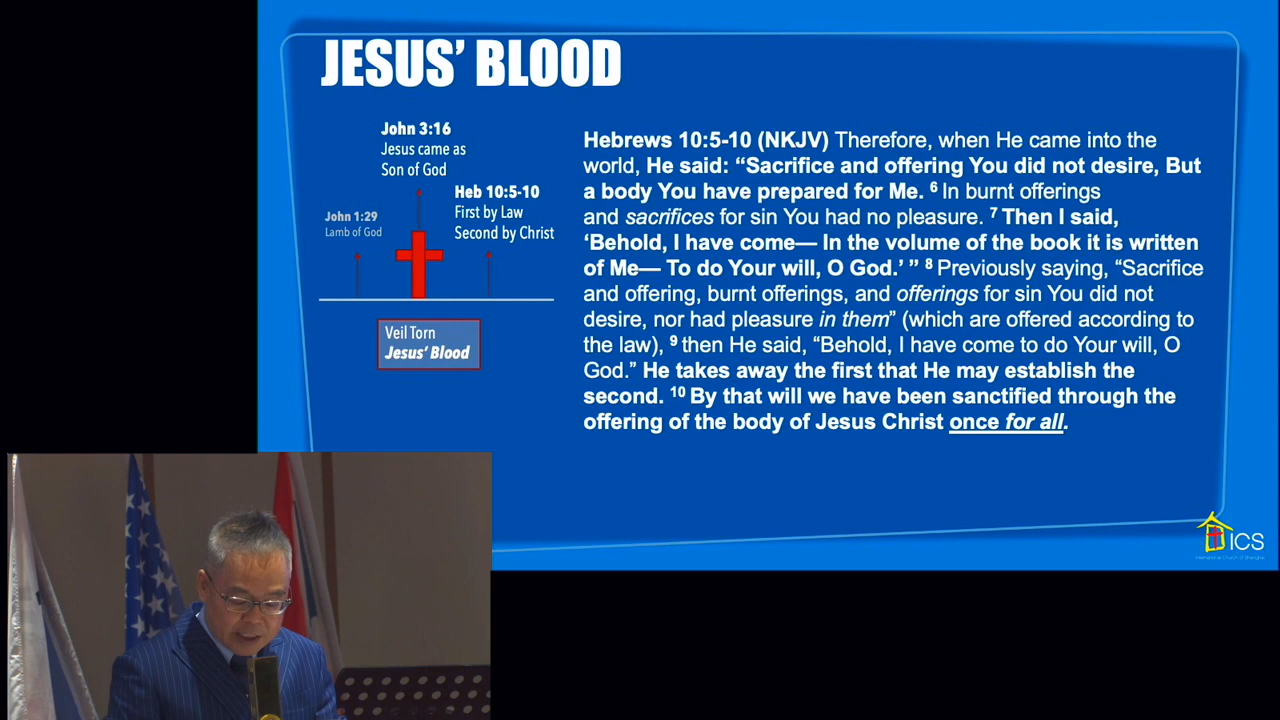 JESUS’ BLOOD
John 3:16
Jesus came as
Son of God
Heb 10:5-10
First by Law
Second by Christ
John 1:29
Lamb of God
Veil Torn
Jesus’ Blood
Hebrews 10:5-10 (NKJV) Therefore, when He came into the
world, He said: “Sacrifice and offering You did not desire, But
a body You have prepared for Me. 6 In burnt offerings
and sacrifices for sin You had no pleasure. 7 Then I said,
‘Behold, I have come— In the volume of the book it is written
of Me— To do Your will, O God.’ ” 8 Previously saying, “Sacrifice
and offering, burnt offerings, and offerings for sin You did not
desire, nor had pleasure in them” (which are offered according to
the law), 9 then He said, “Behold, I have come to do Your will, O
God.” He takes away the first that He may establish the
second. 10 By that will we have been sanctified through the
offering of the body of Jesus Christ once for all.
ICS
International Church of Shanghai